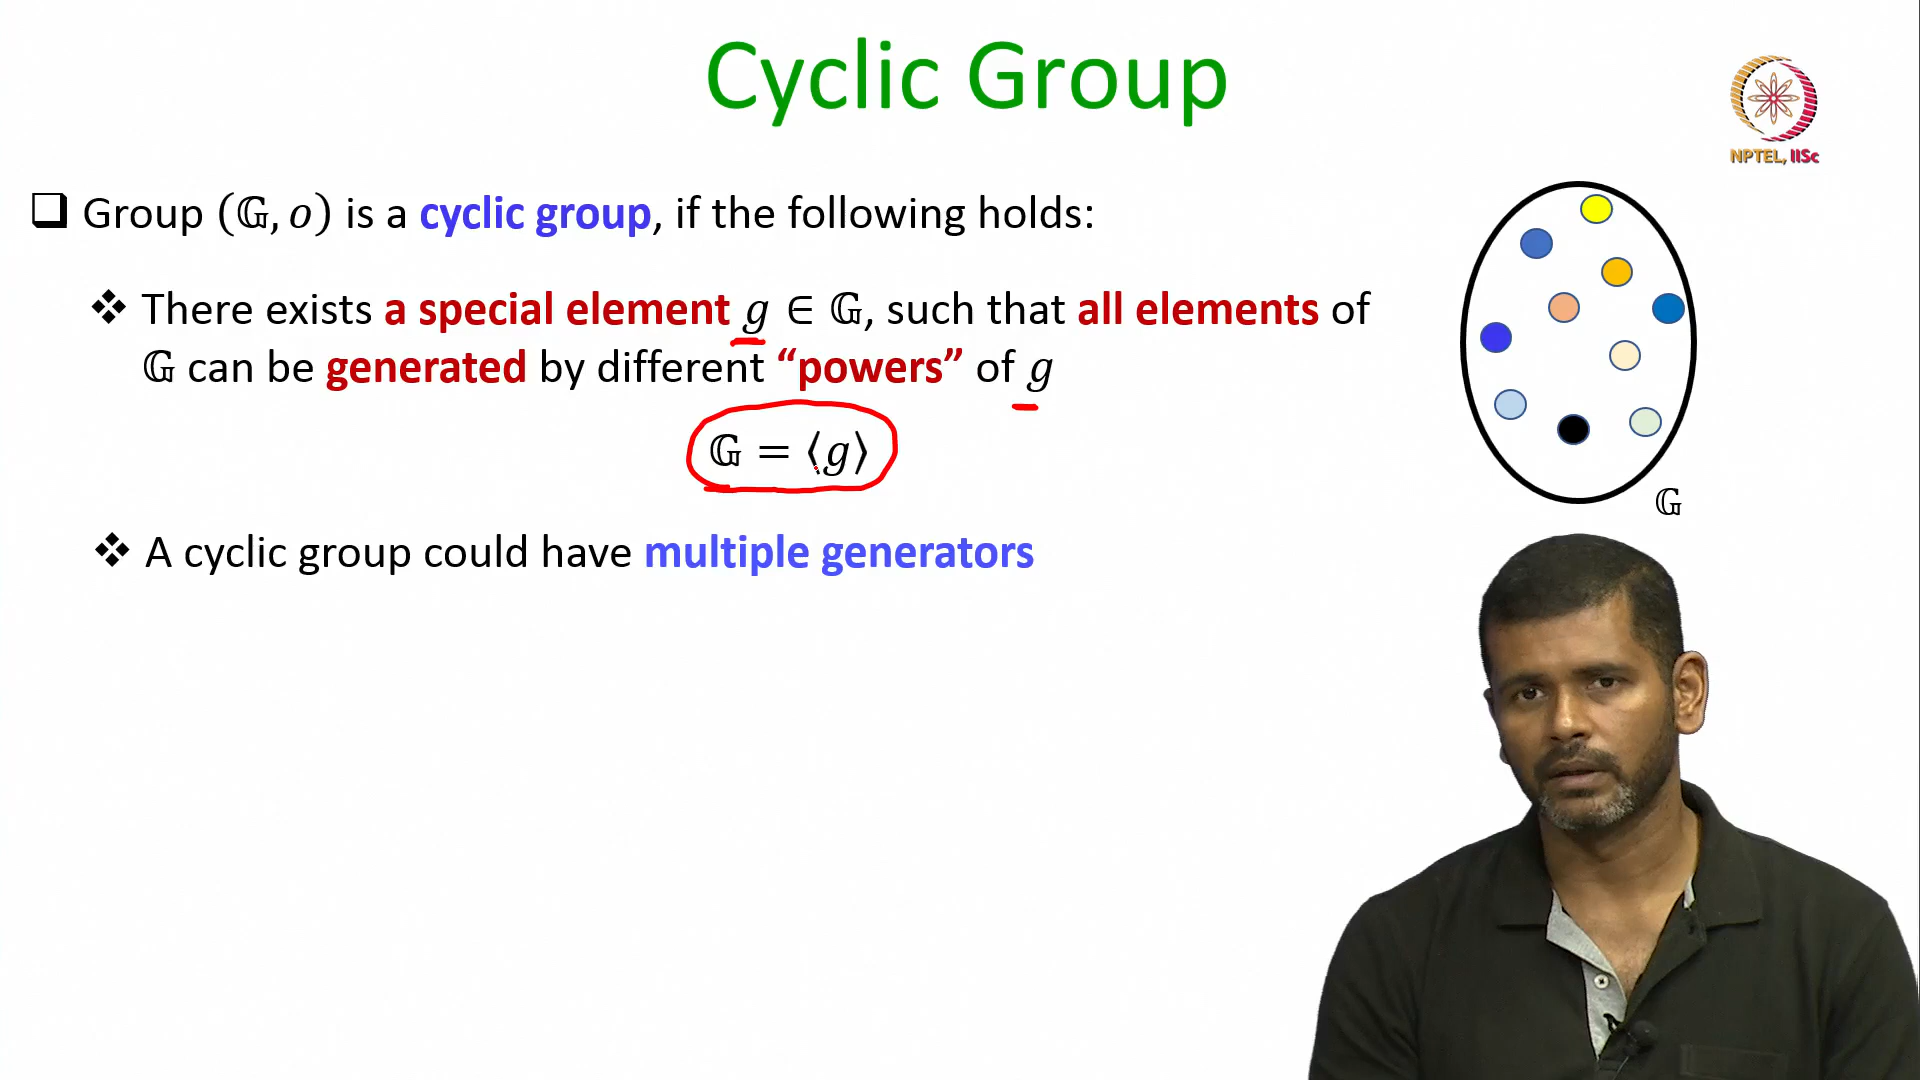 Cyclic Group
NPTEL, IISc
❑ Group (𝔾, o) is a cyclic group, if the following holds:
❖ There exists a special element g ∈ 𝔾, such that all elements of
𝔾 can be generated by different “powers” of g
𝔾 = ⟨g⟩
𝔾
❖ A cyclic group could have multiple generators